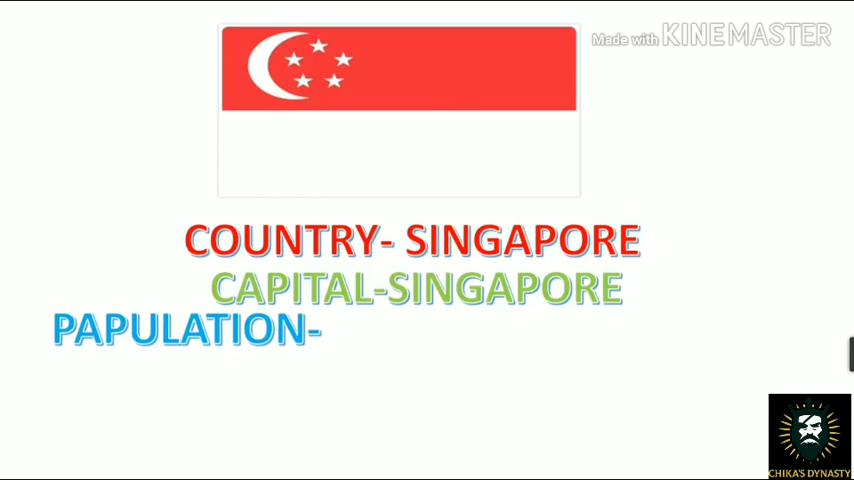 Made with KINEMASTER
COUNTRY- SINGAPORE
CAPITAL-SINGAPORE
PAPULATION-
CHIKA'S DYNASTY